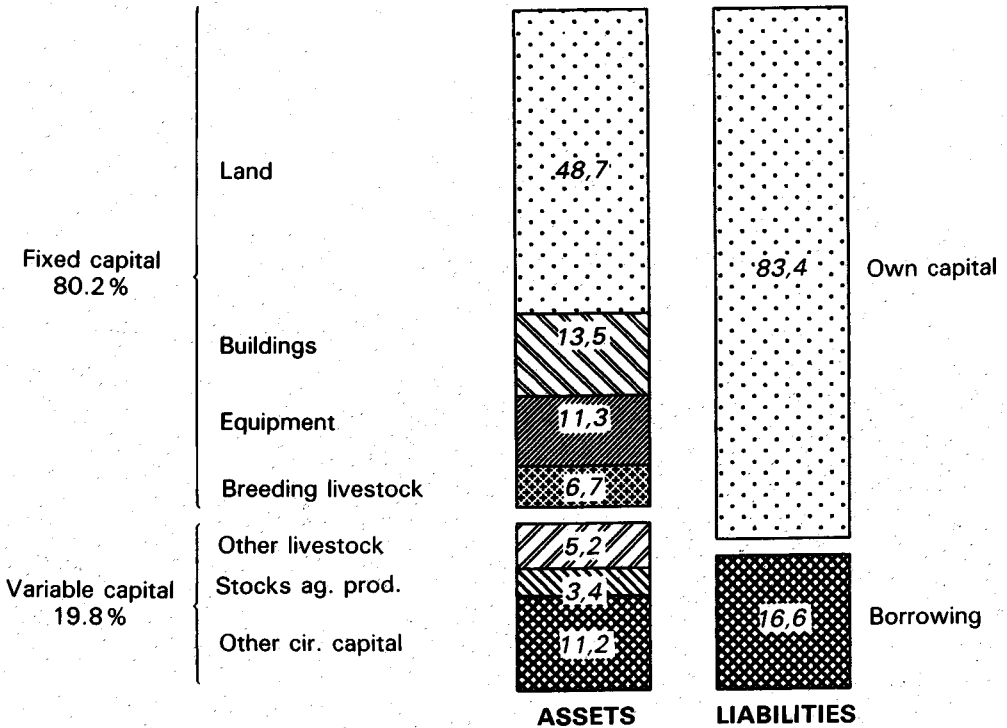 Land
48,7
Fixed capital
80.2 %
83,4
Own capital
Buildings
13,5
Equipment
11,3
Breeding livestock
6,7
Other livestock
5,2
Variable capital
19.8 %
Stocks ag. prod.
3,4
Other cir. capital
11,2
16,6
Borrowing
ASSETS
LIABILITIES